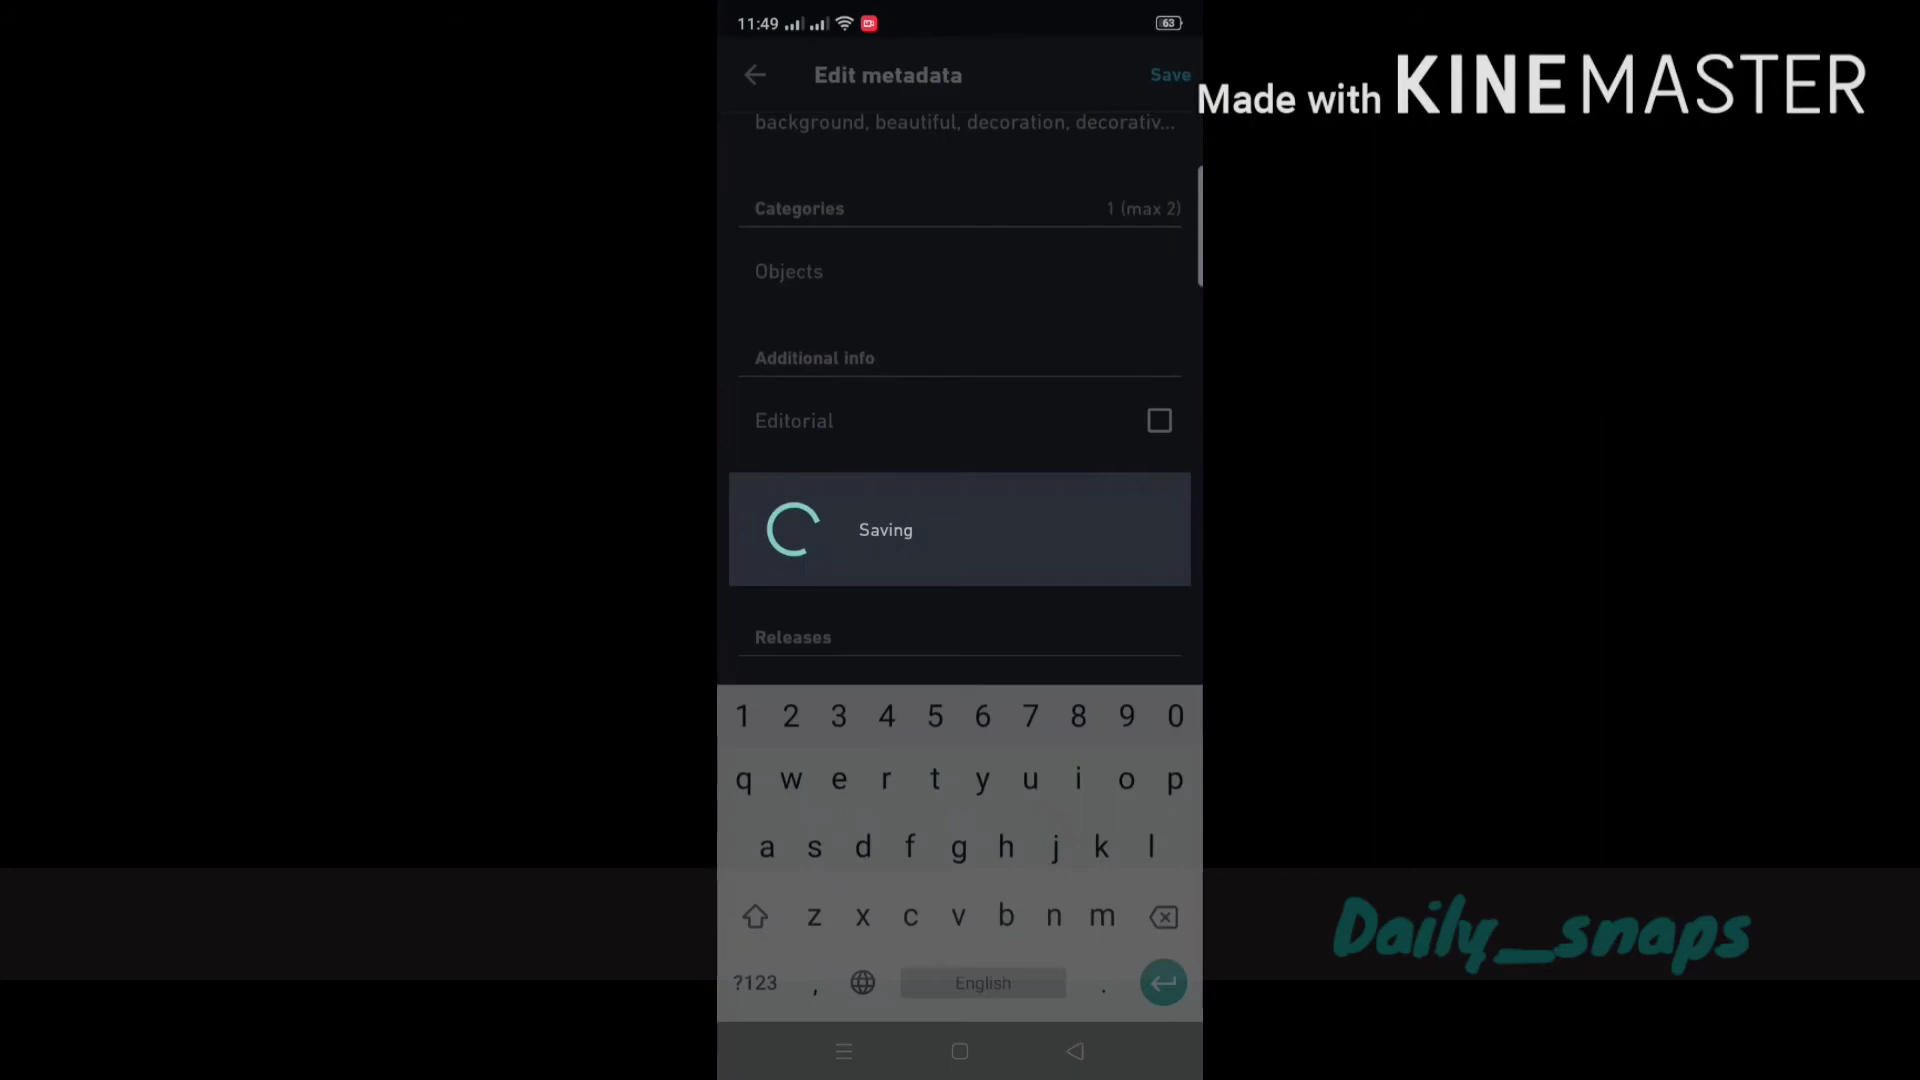 11:49
63
Edit metadata
Save
Made with KINEMASTER
background, beautiful, decoration, decorativ...
Categories
1 (max 2)
Objects
Additional info
Editorial
Saving
Releases
1 2 3 4 5 6 7 8 9 0
q w e r t y u i o p
a s d f g h j k l
z x c v b n m
Daily_snaps
?123 , English .